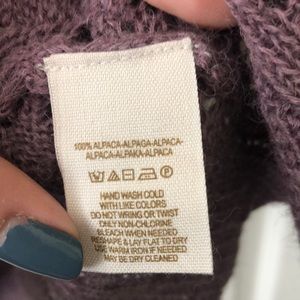 100% ALPACA-ALPAGA-ALPACA-
ALPACA-ALPAKA-ALPACA
HAND WASH COLD
WITH LIKE COLORS
DO NOT WRING OR TWIST
ONLY NON-CHLORINE
BLEACH WHEN NEEDED
RESHAPE & LAY FLAT TO DRY
USE WARM IRON IF NEEDED
MAY BE DRY CLEANED